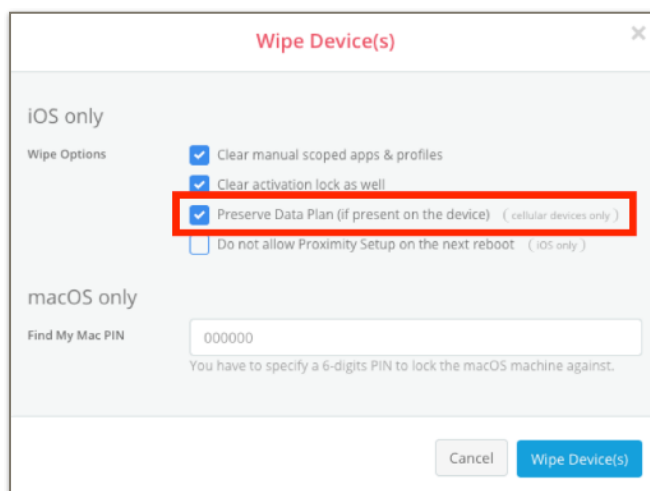 Wipe Device(s)
iOS only
Wipe Options
Clear manual scoped apps & profiles
Clear activation lock as well
Preserve Data Plan (if present on the device) ( cellular devices only )
Do not allow Proximity Setup on the next reboot ( iOS only )
macOS only
Find My Mac PIN
000000
You have to specify a 6-digits PIN to lock the macOS machine against.
Cancel
Wipe Device(s)